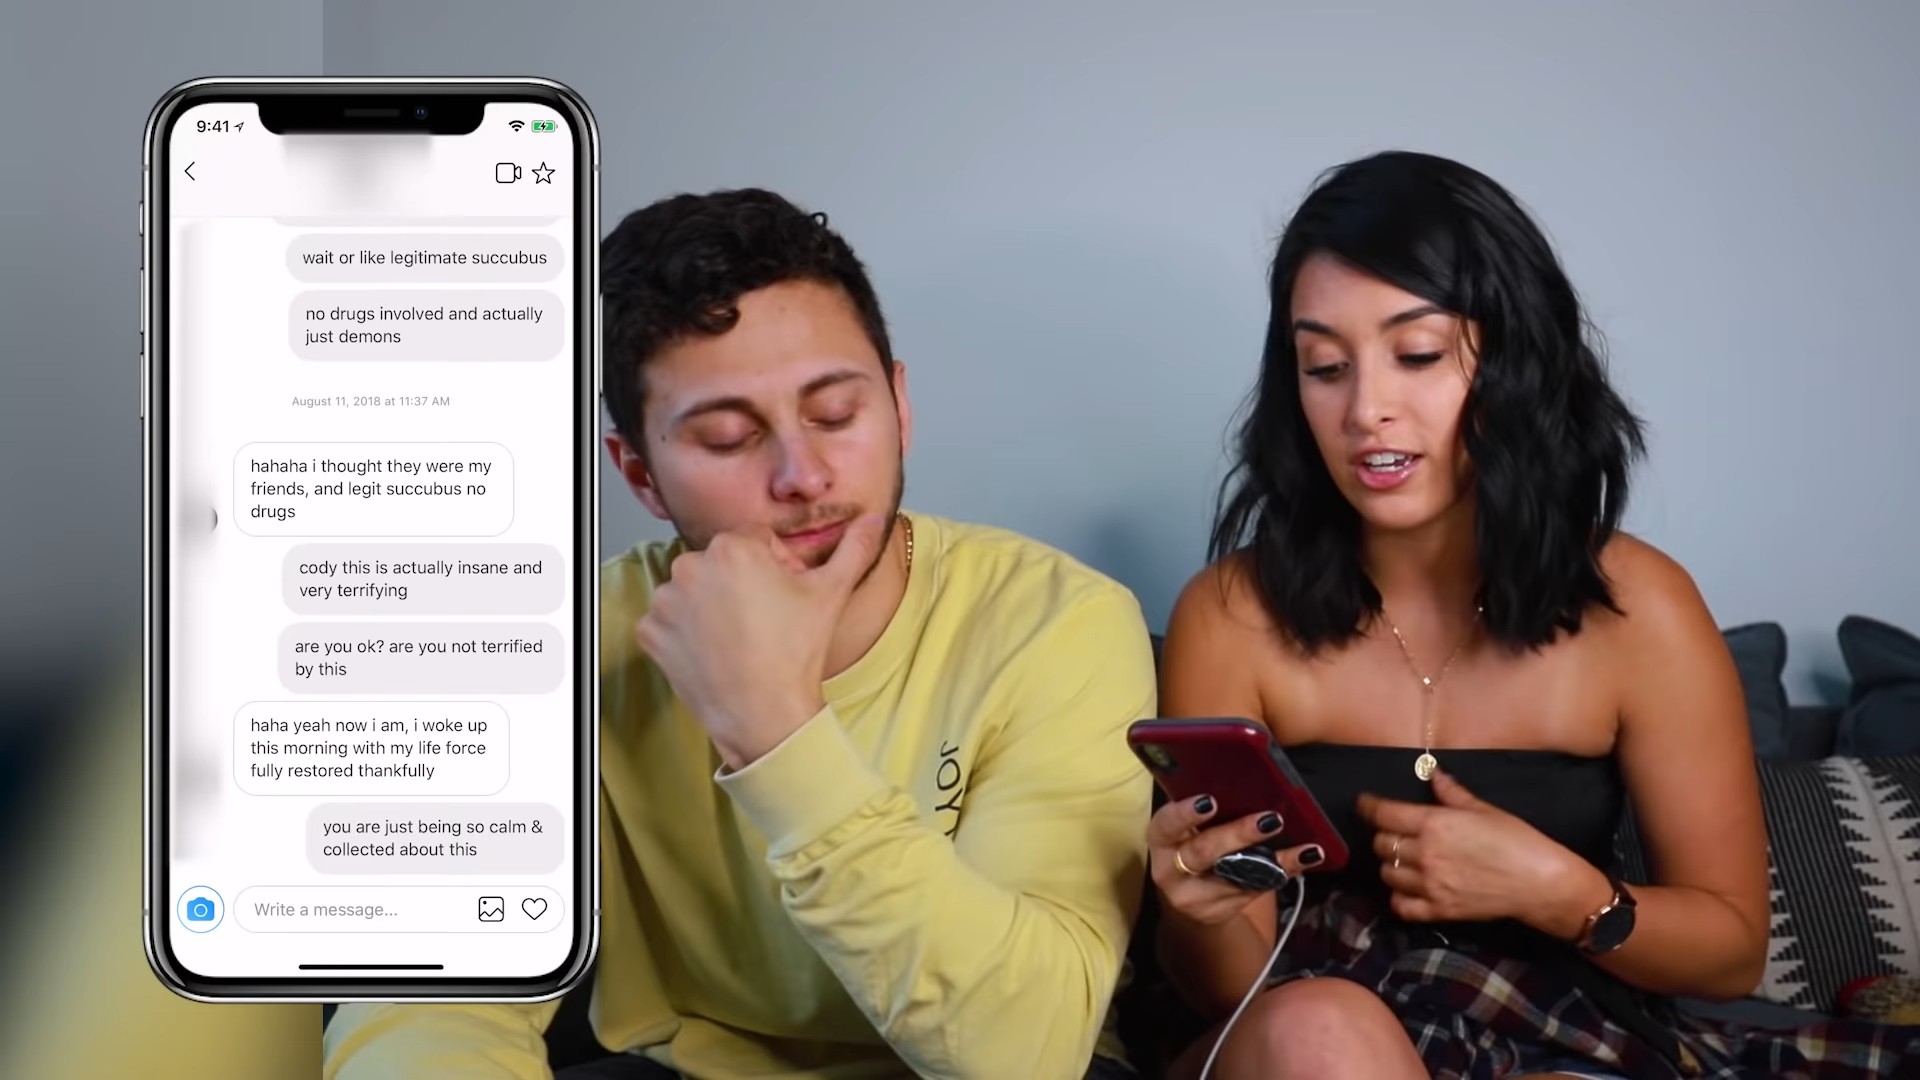 9:41
wait or like legitimate succubus
no drugs involved and actually
just demons
August 11, 2018 at 11:37 AM
hahaha i thought they were my
friends, and legit succubus no
drugs
cody this is actually insane and
very terrifying
are you ok? are you not terrified
by this
haha yeah now i am, i woke up
this morning with my life force
fully restored thankfully
you are just being so calm &
collected about this
Write a message...
JOY